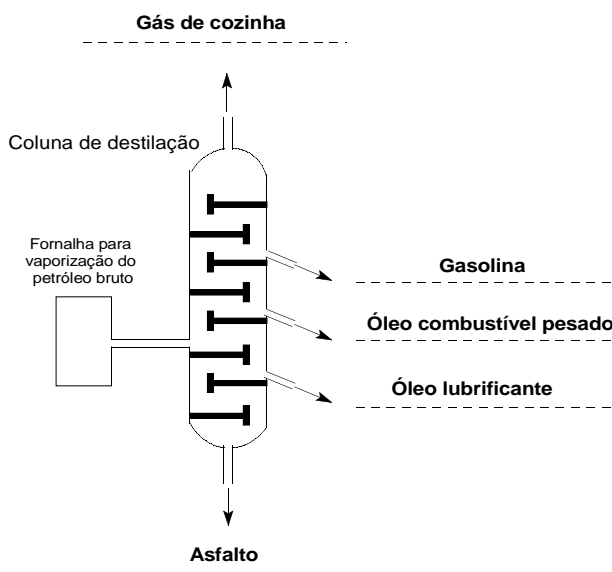 Gás de cozinha
Coluna de destilação
Fornalha para
vaporização do
petróleo bruto
Gasolina
Óleo combustível pesado
Óleo lubrificante
Asfalto